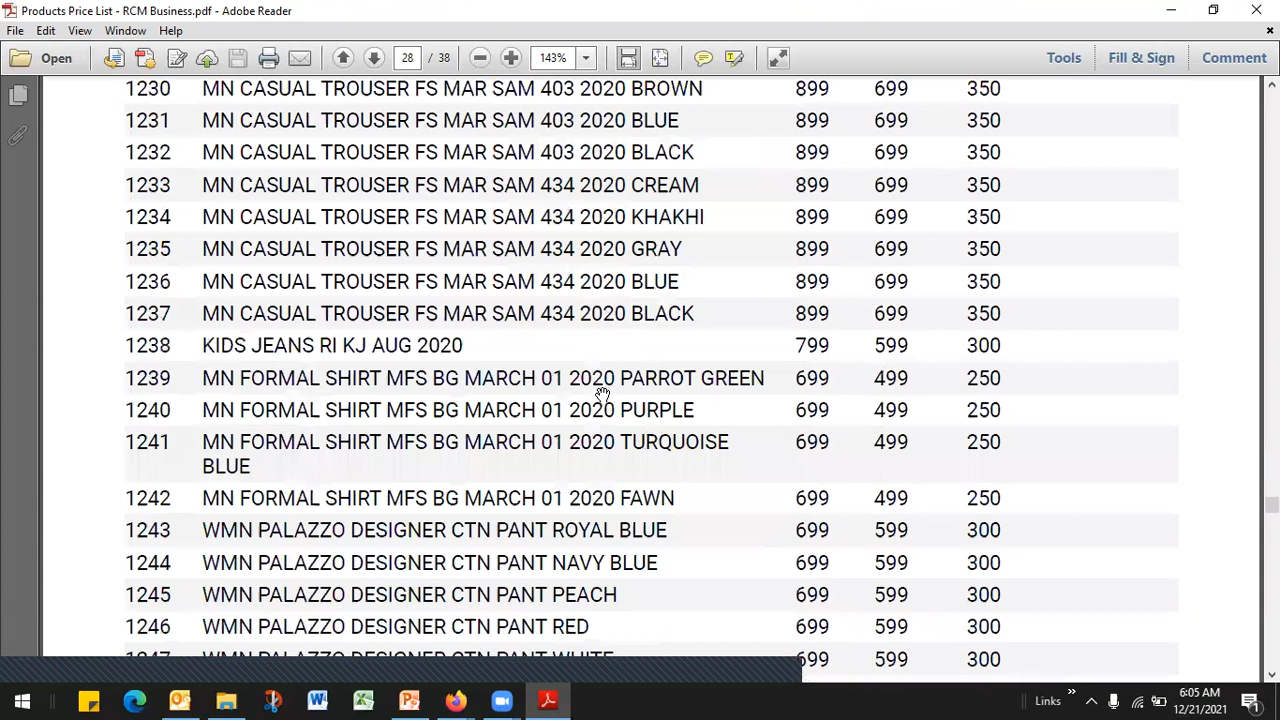 Products Price List - RCM Business.pdf - Adobe Reader
File Edit View Window Help
Open 28 / 38 143% Tools Fill & Sign Comment
1230 MN CASUAL TROUSER FS MAR SAM 403 2020 BROWN 899 699 350
1231 MN CASUAL TROUSER FS MAR SAM 403 2020 BLUE 899 699 350
1232 MN CASUAL TROUSER FS MAR SAM 403 2020 BLACK 899 699 350
1233 MN CASUAL TROUSER FS MAR SAM 434 2020 CREAM 899 699 350
1234 MN CASUAL TROUSER FS MAR SAM 434 2020 KHAKHI 899 699 350
1235 MN CASUAL TROUSER FS MAR SAM 434 2020 GRAY 899 699 350
1236 MN CASUAL TROUSER FS MAR SAM 434 2020 BLUE 899 699 350
1237 MN CASUAL TROUSER FS MAR SAM 434 2020 BLACK 899 699 350
1238 KIDS JEANS RI KJ AUG 2020 799 599 300
1239 MN FORMAL SHIRT MFS BG MARCH 01 2020 PARROT GREEN 699 499 250
1240 MN FORMAL SHIRT MFS BG MARCH 01 2020 PURPLE 699 499 250
1241 MN FORMAL SHIRT MFS BG MARCH 01 2020 TURQUOISE 699 499 250
BLUE
1242 MN FORMAL SHIRT MFS BG MARCH 01 2020 FAWN 699 499 250
1243 WMN PALAZZO DESIGNER CTN PANT ROYAL BLUE 699 599 300
1244 WMN PALAZZO DESIGNER CTN PANT NAVY BLUE 699 599 300
1245 WMN PALAZZO DESIGNER CTN PANT PEACH 699 599 300
1246 WMN PALAZZO DESIGNER CTN PANT RED 699 599 300
1247 WMN PALAZZO DESIGNER CTN PANT WHITE 699 599 300
Links 6:05 AM
12/21/2021